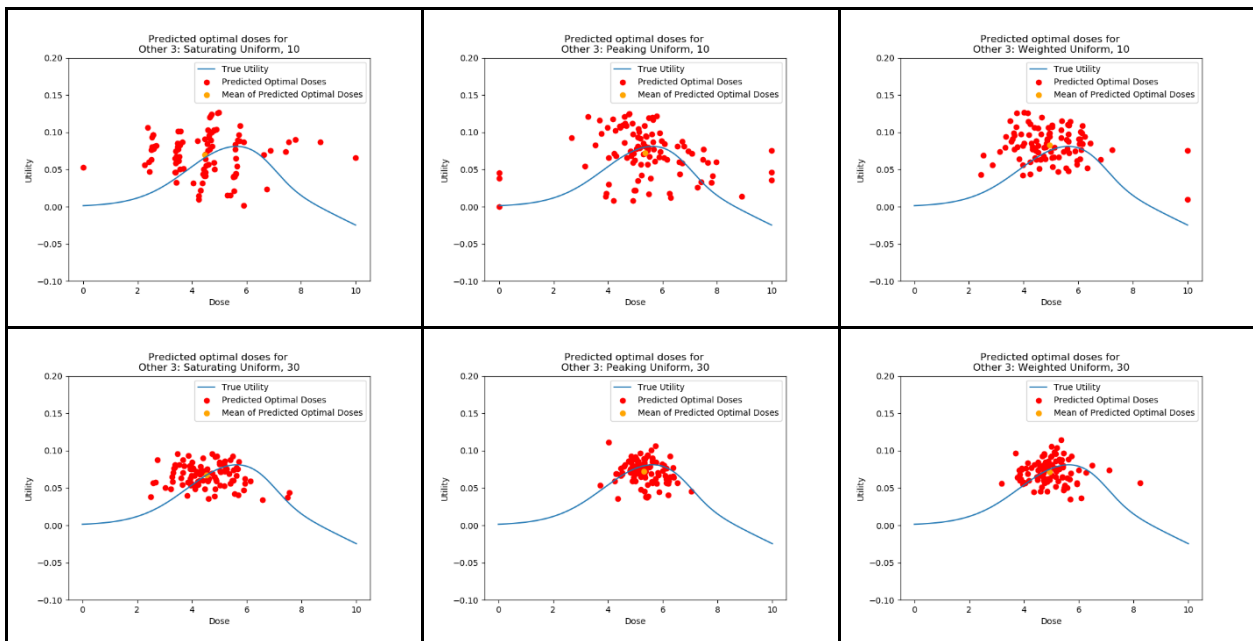 Predicted optimal doses for
Other 3: Saturating Uniform, 10
0.20
0.15
0.10
0.05
0.00
−0.05
−0.10
Utility
0
2
4
6
8
10
Dose
True Utility
Predicted Optimal Doses
Mean of Predicted Optimal Doses
Predicted optimal doses for
Other 3: Peaking Uniform, 10
0.20
0.15
0.10
0.05
0.00
−0.05
−0.10
Utility
0
2
4
6
8
10
Dose
True Utility
Predicted Optimal Doses
Mean of Predicted Optimal Doses
Predicted optimal doses for
Other 3: Weighted Uniform, 10
0.20
0.15
0.10
0.05
0.00
−0.05
−0.10
Utility
0
2
4
6
8
10
Dose
True Utility
Predicted Optimal Doses
Mean of Predicted Optimal Doses
Predicted optimal doses for
Other 3: Saturating Uniform, 30
0.20
0.15
0.10
0.05
0.00
−0.05
−0.10
Utility
0
2
4
6
8
10
Dose
True Utility
Predicted Optimal Doses
Mean of Predicted Optimal Doses
Predicted optimal doses for
Other 3: Peaking Uniform, 30
0.20
0.15
0.10
0.05
0.00
−0.05
−0.10
Utility
0
2
4
6
8
10
Dose
True Utility
Predicted Optimal Doses
Mean of Predicted Optimal Doses
Predicted optimal doses for
Other 3: Weighted Uniform, 30
0.20
0.15
0.10
0.05
0.00
−0.05
−0.10
Utility
0
2
4
6
8
10
Dose
True Utility
Predicted Optimal Doses
Mean of Predicted Optimal Doses